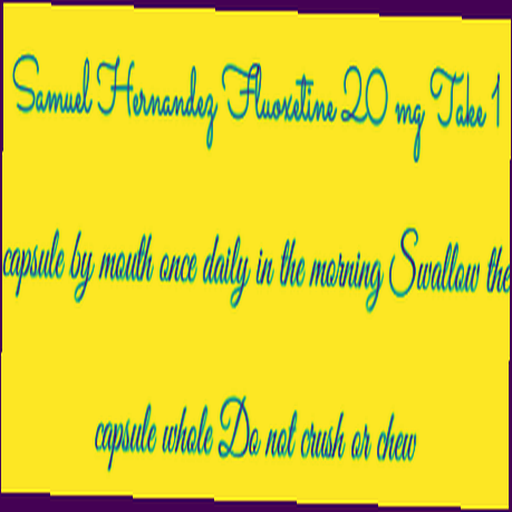 Samuel Hernandez Fluoxetine 20 mg Take 1
capsule by mouth once daily in the morning Swallow the
capsule whole Do not crush or chew